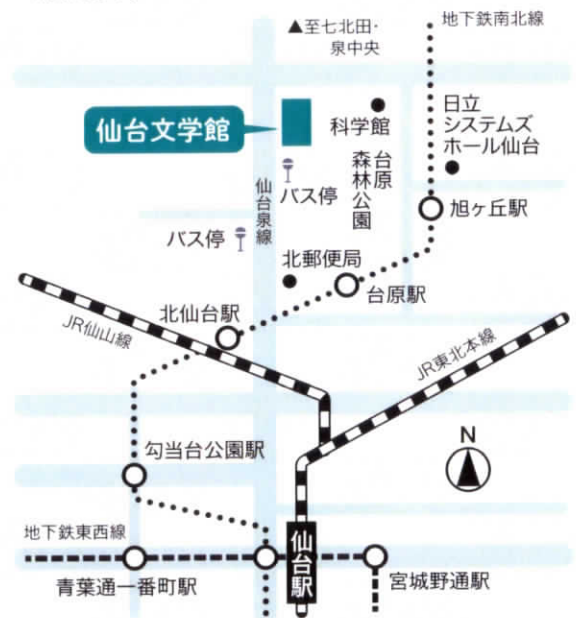 ▲至七北田・
泉中央
地下鉄南北線
仙台文学館
科学館
日立
システムズ
ホール仙台
台原
森林公園
バス停
仙台泉線
旭ヶ丘駅
バス停
北郵便局
台原駅
北仙台駅
JR仙山線
JR東北本線
勾当台公園駅
N
地下鉄東西線
仙台駅
青葉通一番町駅
宮城野通駅